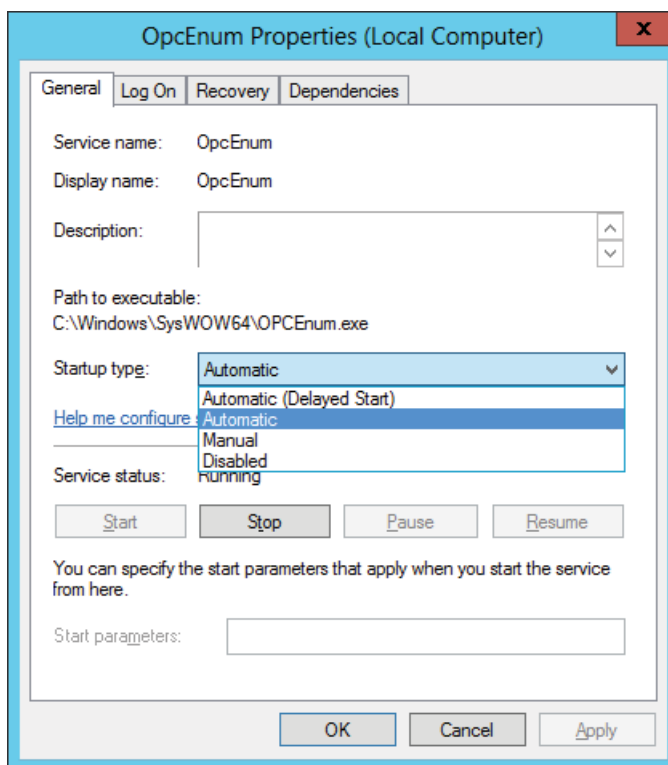 OpcEnum Properties (Local Computer)
x
General Log On Recovery Dependencies
Service name: OpcEnum
Display name: OpcEnum
Description:
Path to executable:
C:\Windows\SysWOW64\OPCEnum.exe
Startup type: Automatic
Automatic (Delayed Start)
Help me configure Automatic
Manual
Disabled
Service status: Running
Start Stop Pause Resume
You can specify the start parameters that apply when you start the service
from here.
Start parameters:
OK Cancel Apply